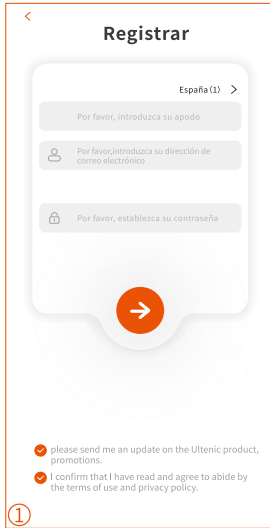 Registrar
España (1)
Por favor, introduzca su apodo
Por favor,introduzca su dirección de
correo electrónico
Por favor, establezca su contraseña
please send me an update on the Ultenic product,
promotions.
I confirm that I have read and agree to abide by
the terms of use and privacy policy.
1